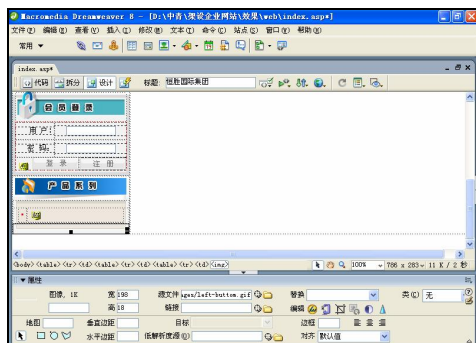 Macromedia Dreamweaver 8 - [D:\中青\架设企业网站\效果\web\index.asp*]
文件(F) 编辑(E) 查看(V) 插入(I) 修改(M) 文本(T) 命令(C) 站点(S) 窗口(W) 帮助(H)
常用
index.asp*
代码 拆分 设计 标题: 恒胜国际集团
会员登录
用户:
密码:
登录 注册
产品系列
<body> <table> <tr> <td> <table> <tr> <td> <table> <tr> <td> <table> <tr> <td> <img> 100% 786 x 283 11 K / 2 秒
属性
图像, 1K 宽 198 源文件 ages/left-buttom.gif 替换 类(C) 无
高 18 链接 编辑
地图 垂直边距 目标 边框
水平边距 低解析度源(O) 对齐 默认值